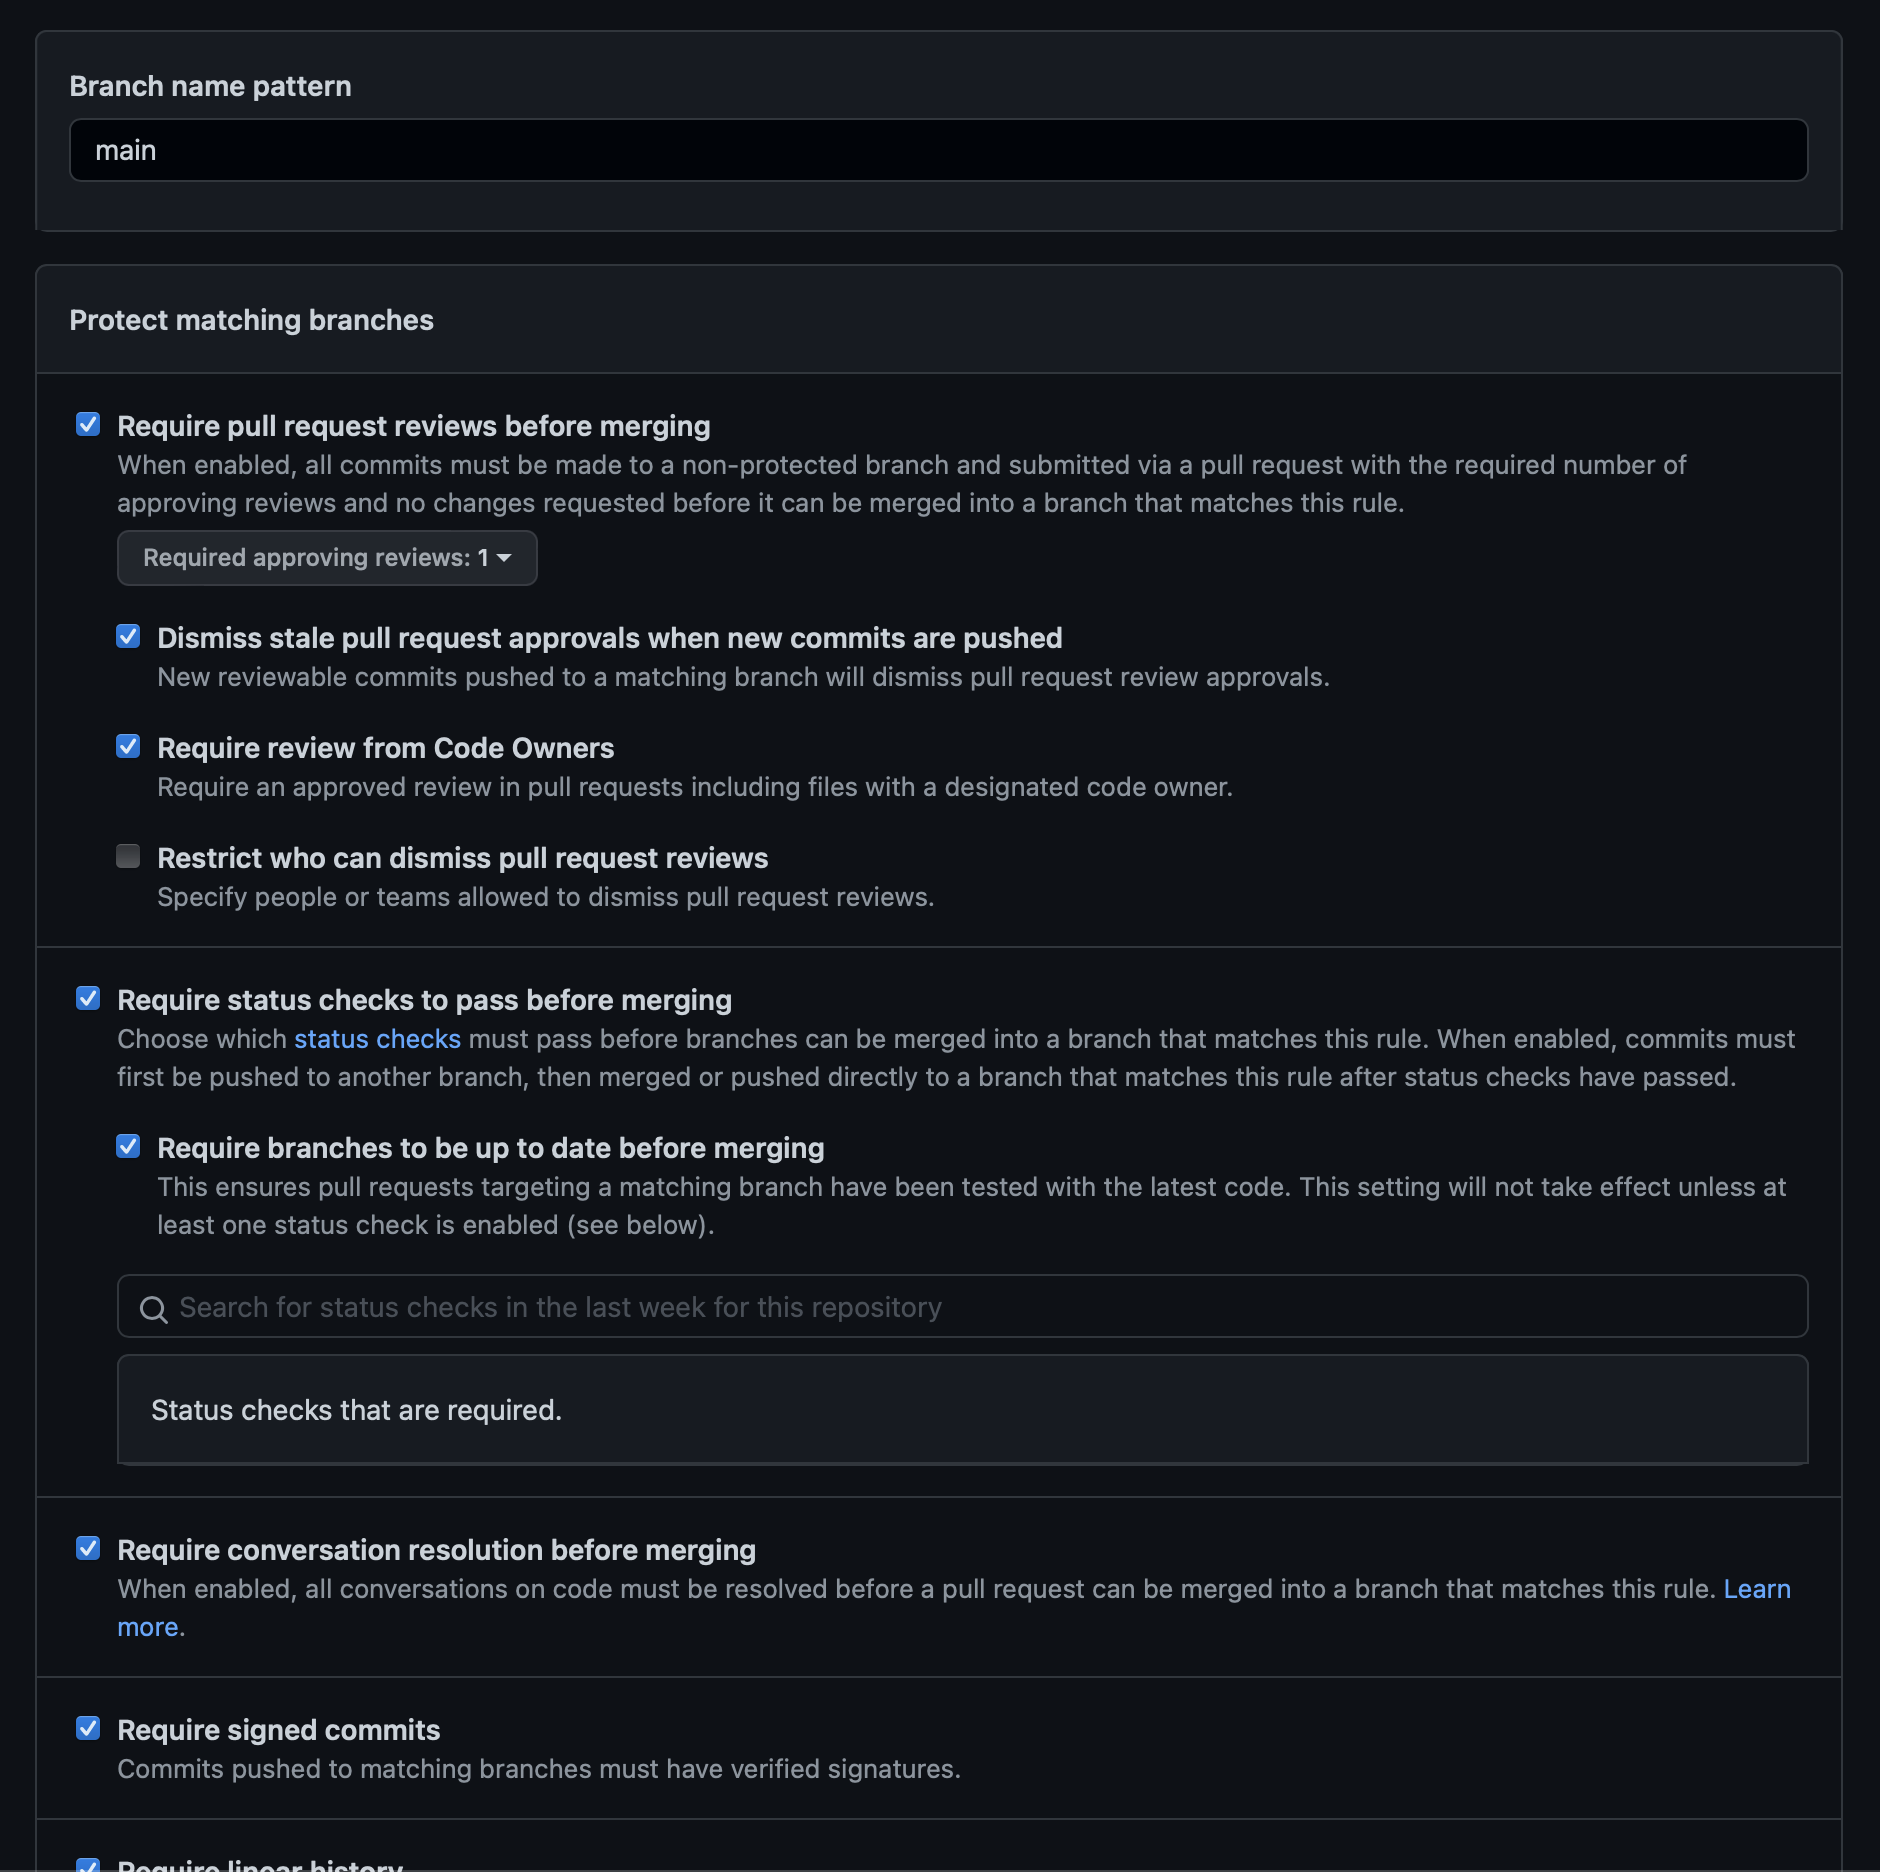 Branch name pattern
main
Protect matching branches
Require pull request reviews before merging
When enabled, all commits must be made to a non-protected branch and submitted via a pull request with the required number of
approving reviews and no changes requested before it can be merged into a branch that matches this rule.
Required approving reviews: 1
Dismiss stale pull request approvals when new commits are pushed
New reviewable commits pushed to a matching branch will dismiss pull request review approvals.
Require review from Code Owners
Require an approved review in pull requests including files with a designated code owner.
Restrict who can dismiss pull request reviews
Specify people or teams allowed to dismiss pull request reviews.
Require status checks to pass before merging
Choose which status checks must pass before branches can be merged into a branch that matches this rule. When enabled, commits must
first be pushed to another branch, then merged or pushed directly to a branch that matches this rule after status checks have passed.
Require branches to be up to date before merging
This ensures pull requests targeting a matching branch have been tested with the latest code. This setting will not take effect unless at
least one status check is enabled (see below).
Search for status checks in the last week for this repository
Status checks that are required.
Require conversation resolution before merging
When enabled, all conversations on code must be resolved before a pull request can be merged into a branch that matches this rule. Learn
more.
Require signed commits
Commits pushed to matching branches must have verified signatures.
Require linear history